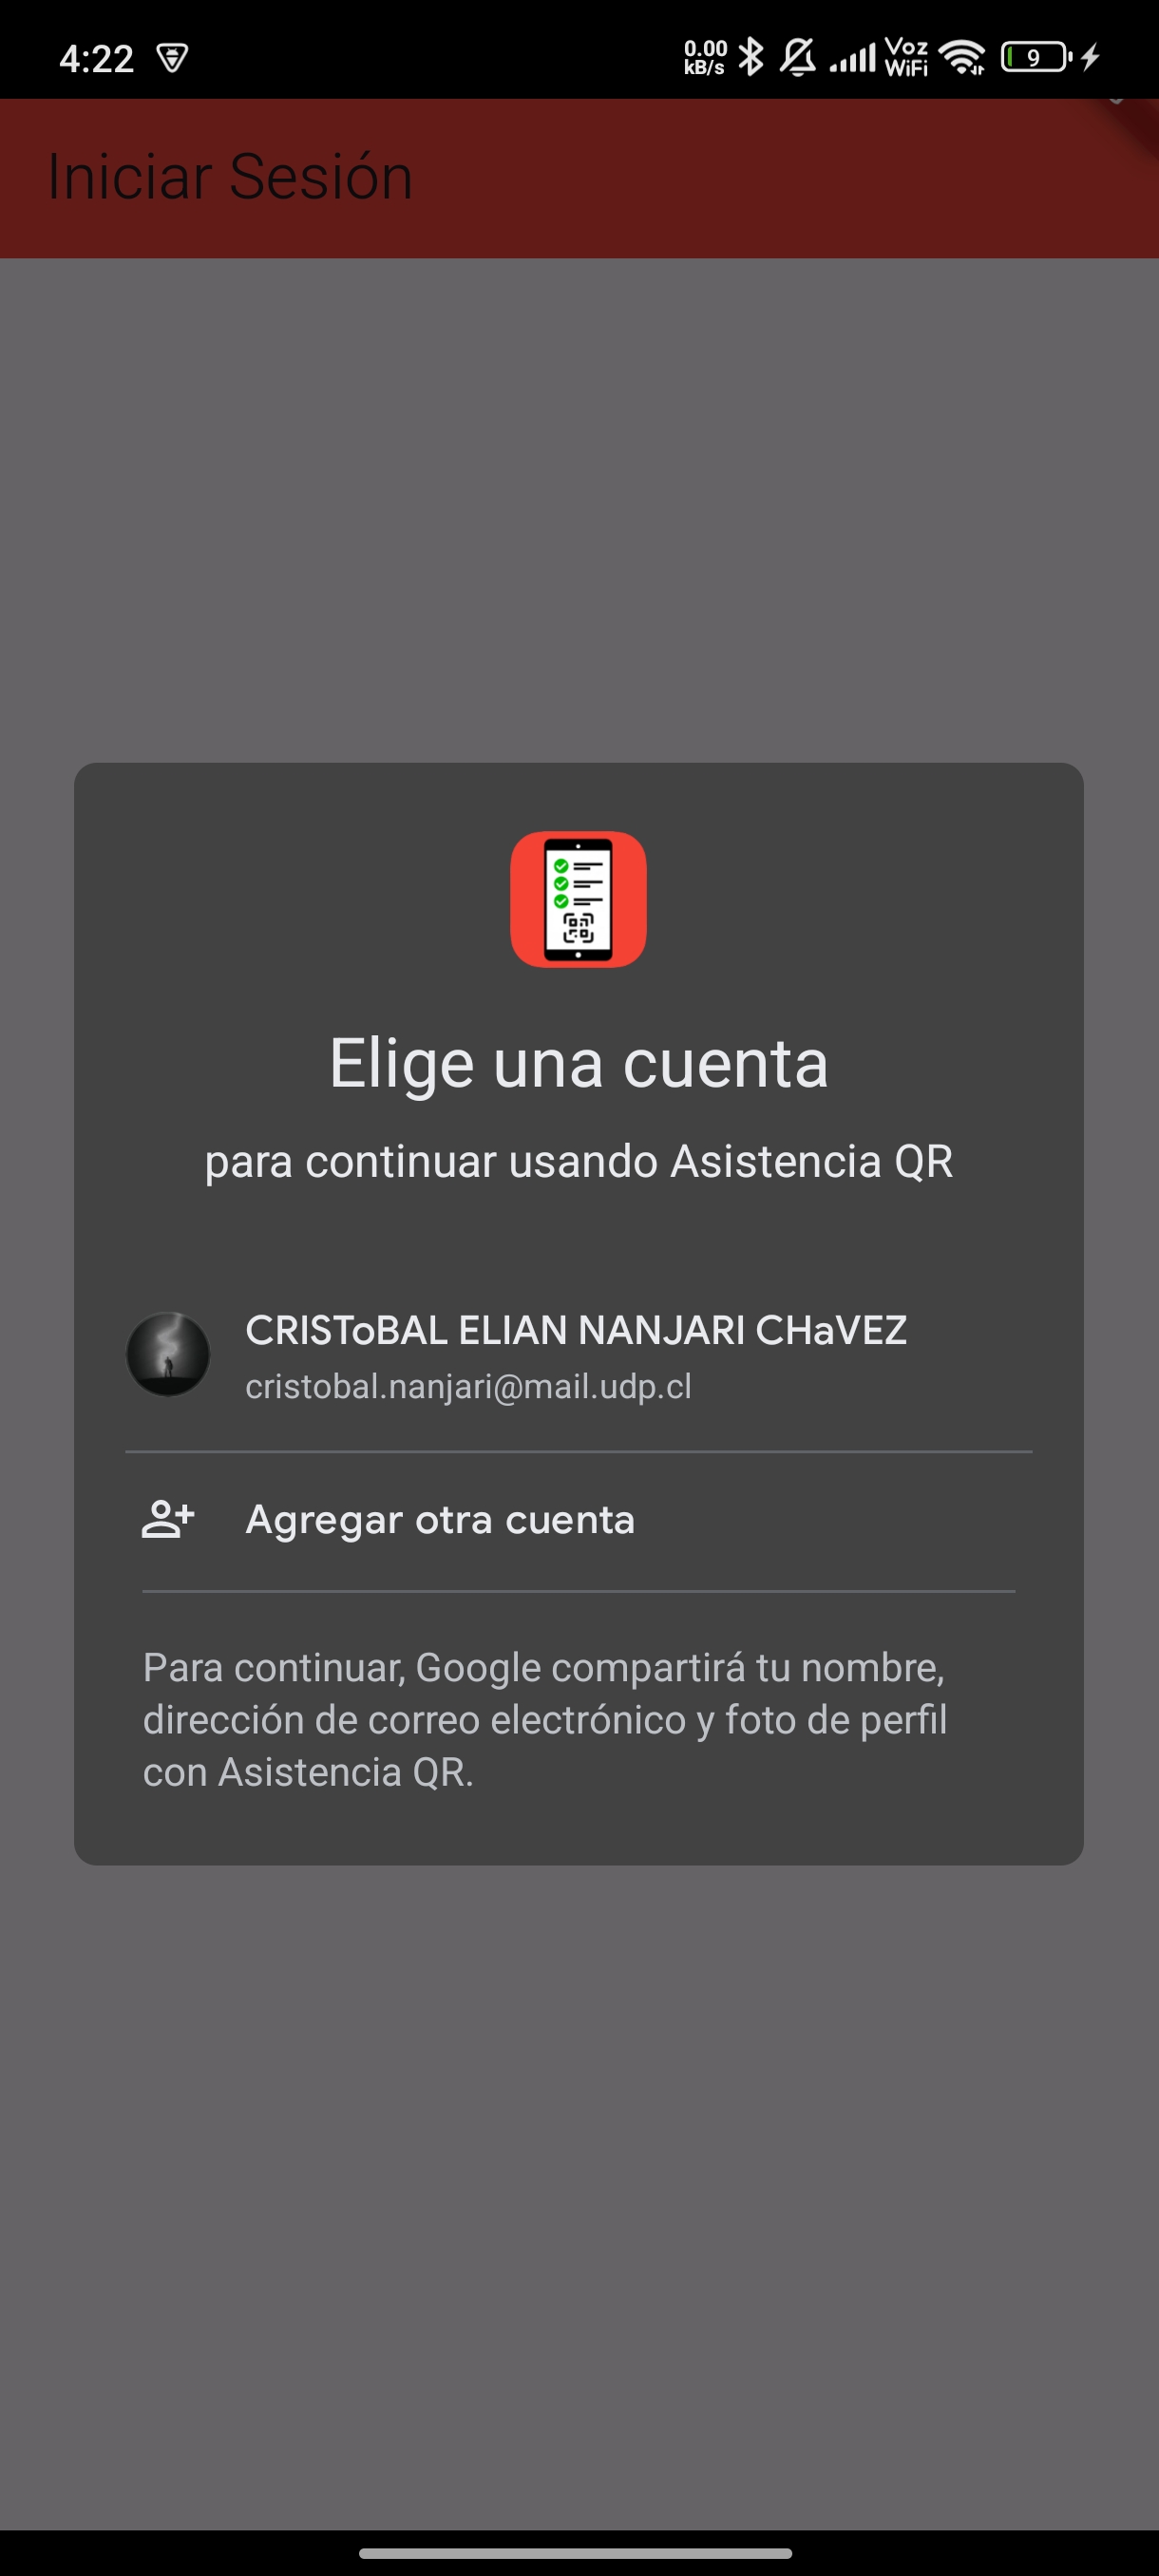 4:22
0.00
kB/s
Voz
WiFi
9
Iniciar Sesión
Elige una cuenta
para continuar usando Asistencia QR
CRISToBAL ELIAN NANJARI CHaVEZ
cristobal.nanjari@mail.udp.cl
Agregar otra cuenta
Para continuar, Google compartirá tu nombre,
dirección de correo electrónico y foto de perfil
con Asistencia QR.